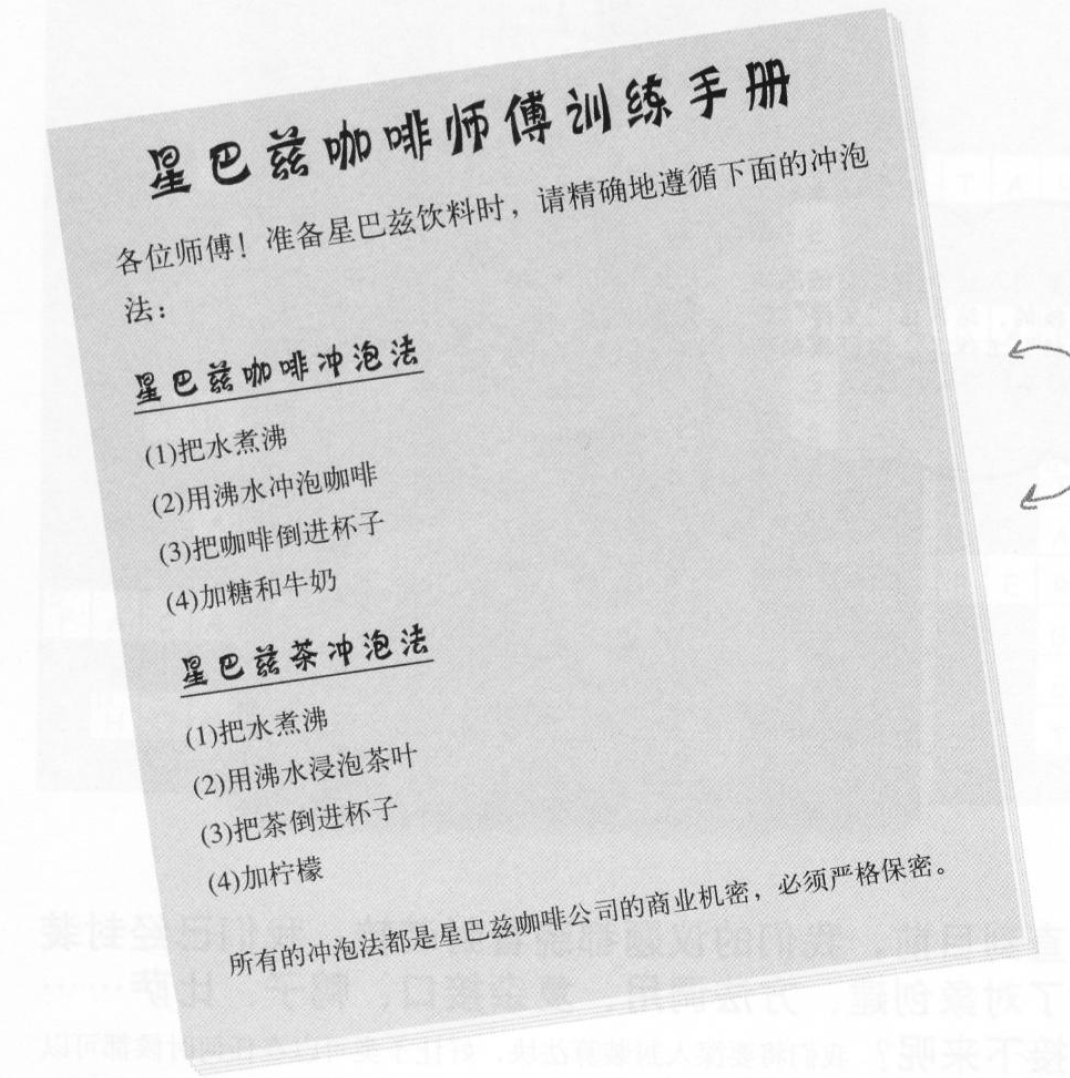 星巴兹咖啡师傅训练手册
各位师傅！准备星巴兹饮料时，请精确地遵循下面的冲泡
法：
星巴兹咖啡冲泡法
(1)把水煮沸
(2)用沸水冲泡咖啡
(3)把咖啡倒进杯子
(4)加糖和牛奶
星巴兹茶冲泡法
(1)把水煮沸
(2)用沸水浸泡茶叶
(3)把茶倒进杯子
(4)加柠檬
所有的冲泡法都是星巴兹咖啡公司的商业机密，必须严格保密。